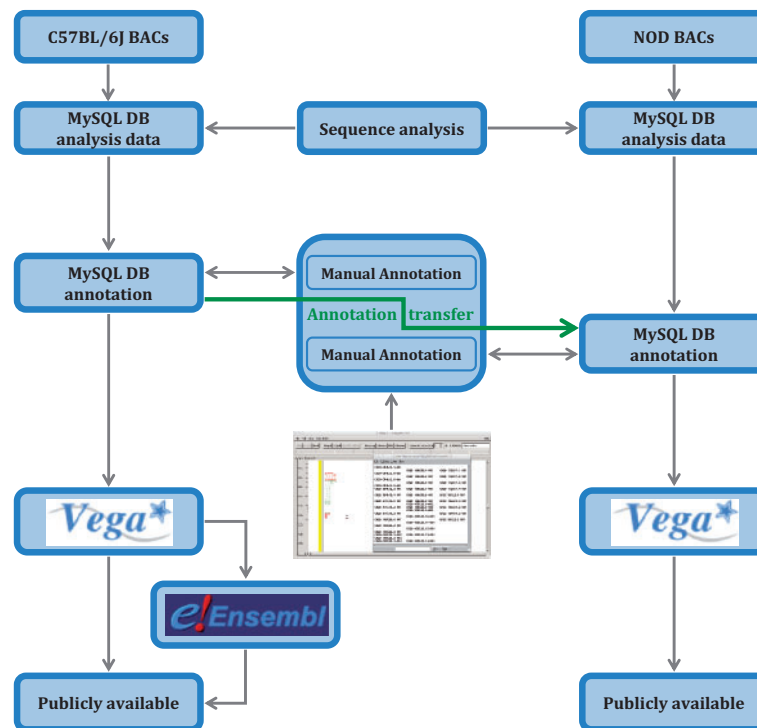 C57BL/6J BACs
NOD BACs
MySQL DB
analysis data
Sequence analysis
MySQL DB
analysis data
MySQL DB
annotation
Manual Annotation
Annotation transfer
Manual Annotation
MySQL DB
annotation
Vega
Vega
e!Ensembl
Publicly available
Publicly available